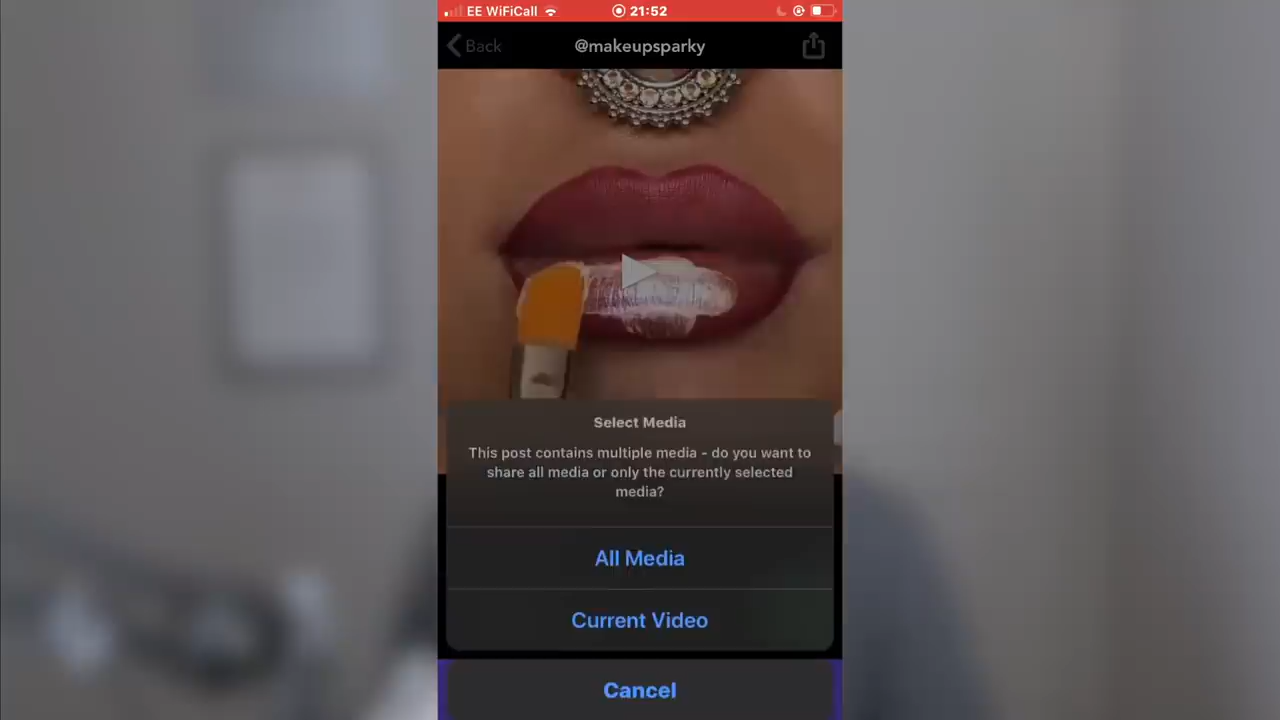 EE WiFiCall 21:52
Back @makeupsparky
Select Media
This post contains multiple media - do you want to
share all media or only the currently selected
media?
All Media
Current Video
Cancel